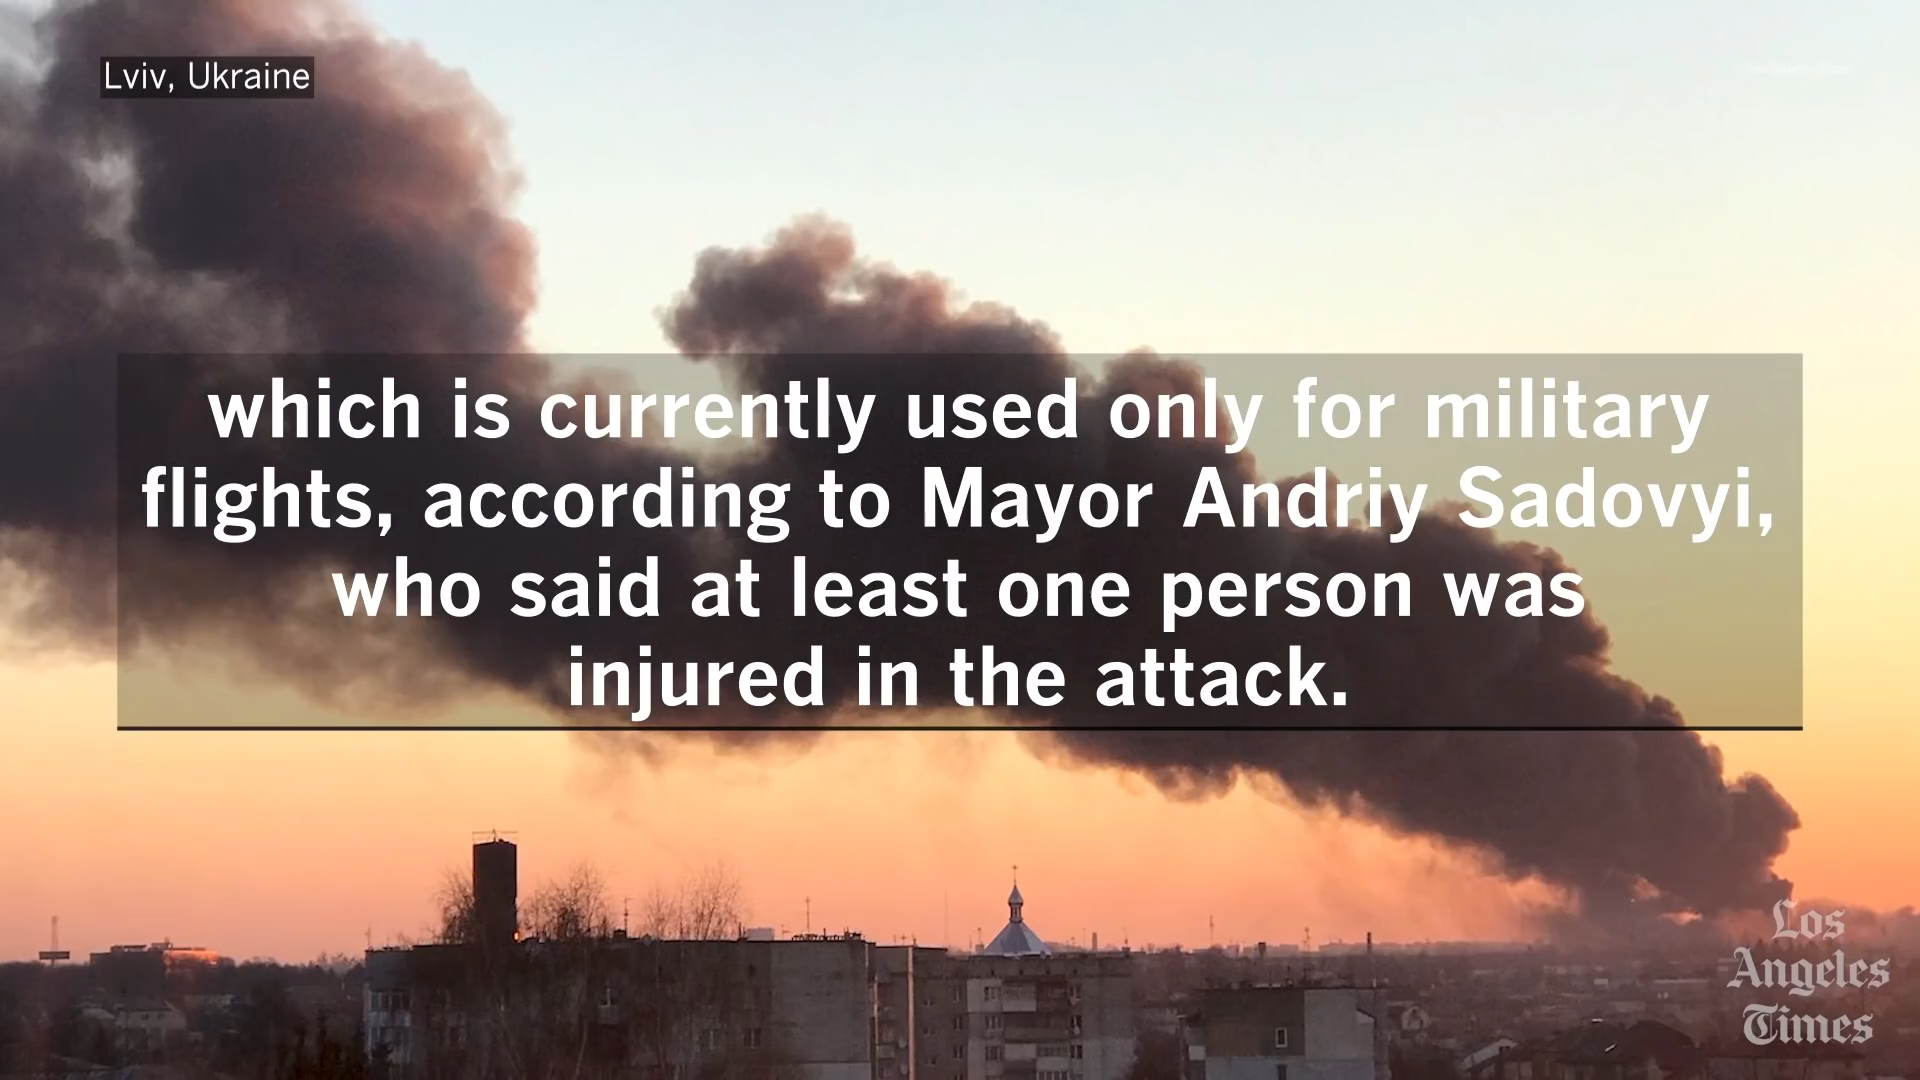 Lviv, Ukraine
which is currently used only for military
flights, according to Mayor Andriy Sadovyi,
who said at least one person was
injured in the attack.
Los
Angeles
Times